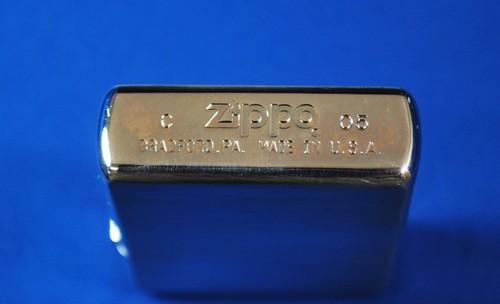 C Zippo 05
BRADFORD, PA. MADE IN U.S.A.